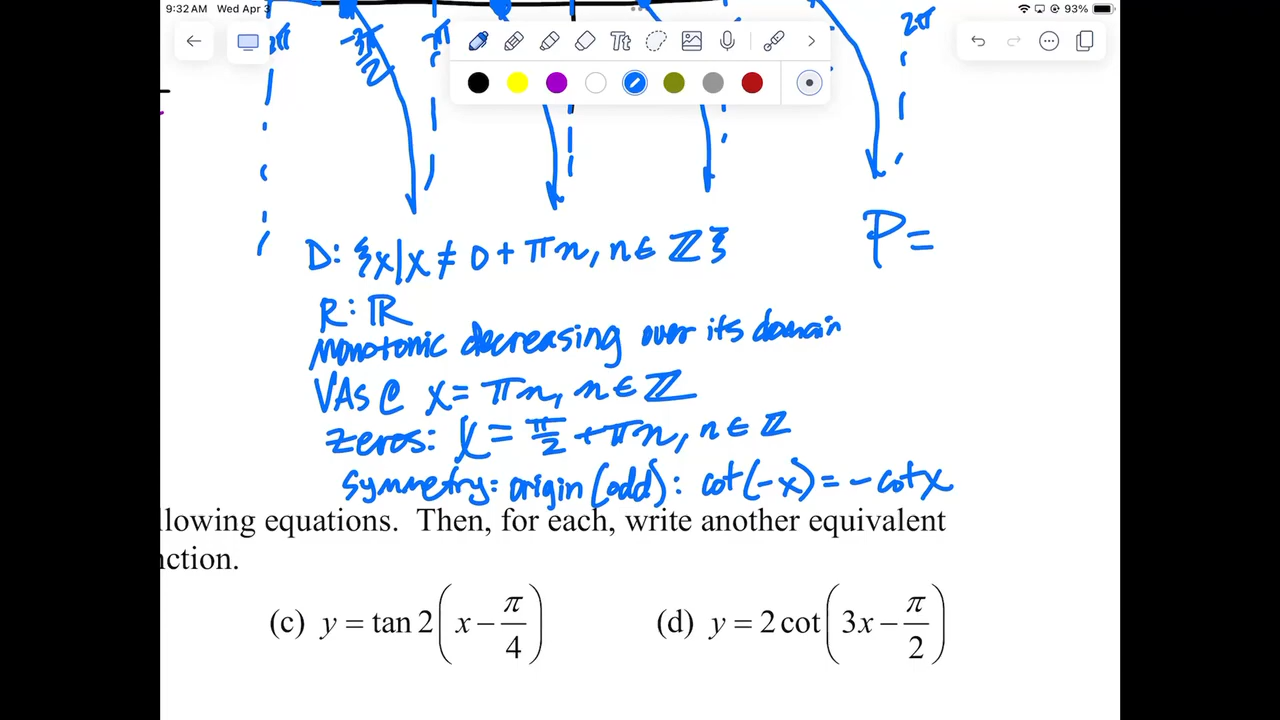 9:32 AM Wed Apr 3
93%
-3π/2
-π
2π
Tt
P=
D: {x|x ≠ 0 + πn, n ∈ ℤ}
R: ℝ
Monotonic decreasing over its domain
VAs @ x = πn, n ∈ ℤ
Zeros: x = π/2 + πn, n ∈ ℤ
Symmetry: origin (odd): cot(-x) = -cot x
llowing equations. Then, for each, write another equivalent
nction.
(c) y = tan 2(x − π/4)
(d) y = 2 cot(3x − π/2)